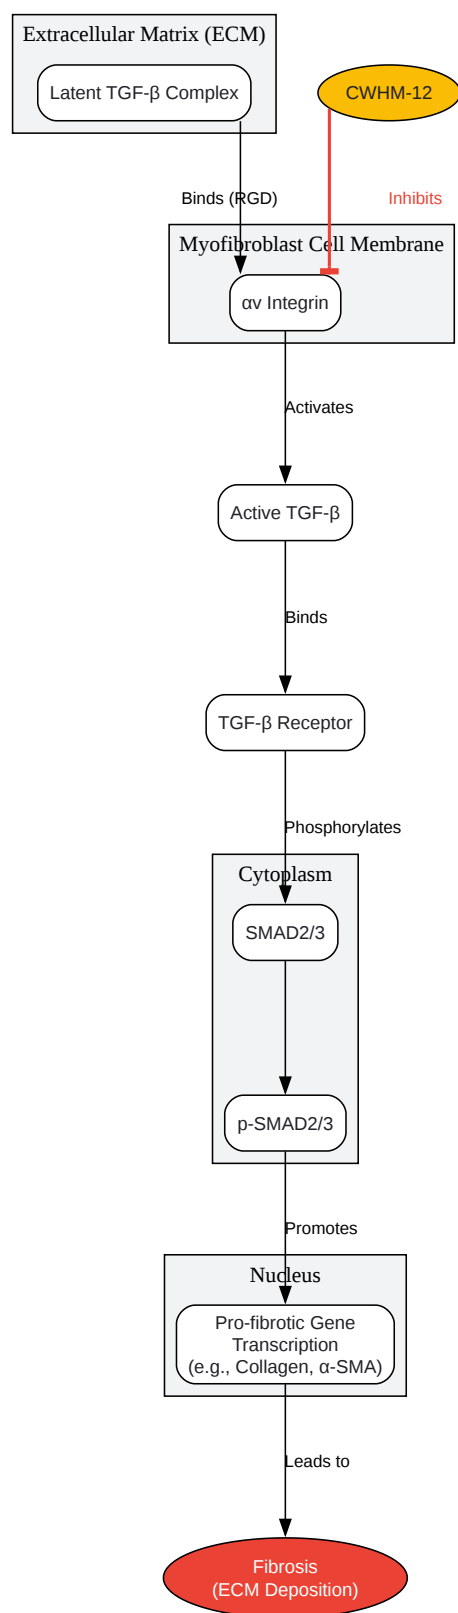 Extracellular Matrix (ECM)
Latent TGF-β Complex
CWHM-12
Binds (RGD)
Inhibits
Myofibroblast Cell Membrane
αv Integrin
Activates
Active TGF-β
Binds
TGF-β Receptor
Phosphorylates
Cytoplasm
SMAD2/3
p-SMAD2/3
Promotes
Nucleus
Pro-fibrotic Gene
Transcription
(e.g., Collagen, α-SMA)
Leads to
Fibrosis
(ECM Deposition)